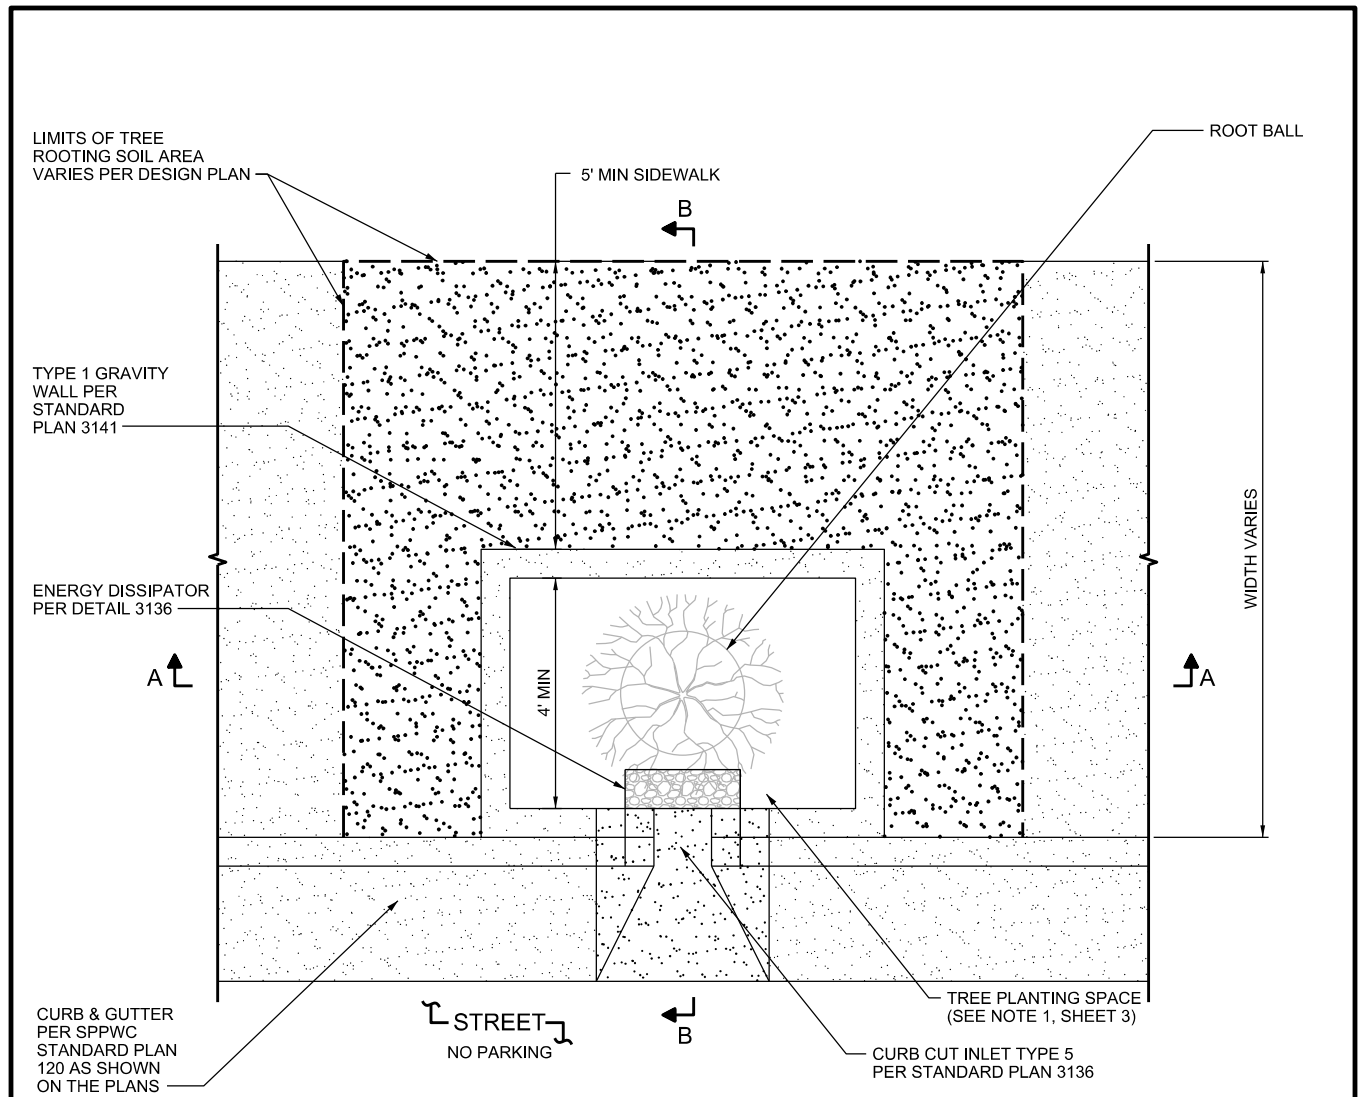 LIMITS OF TREE
ROOTING SOIL AREA
VARIES PER DESIGN PLAN
5' MIN SIDEWALK
ROOT BALL
B
TYPE 1 GRAVITY
WALL PER
STANDARD
PLAN 3141
WIDTH VARIES
ENERGY DISSIPATOR
PER DETAIL 3136
4' MIN
A
A
CURB & GUTTER
PER SPPWC
STANDARD PLAN
120 AS SHOWN
ON THE PLANS
STREET
NO PARKING
B
TREE PLANTING SPACE
(SEE NOTE 1, SHEET 3)
CURB CUT INLET TYPE 5
PER STANDARD PLAN 3136